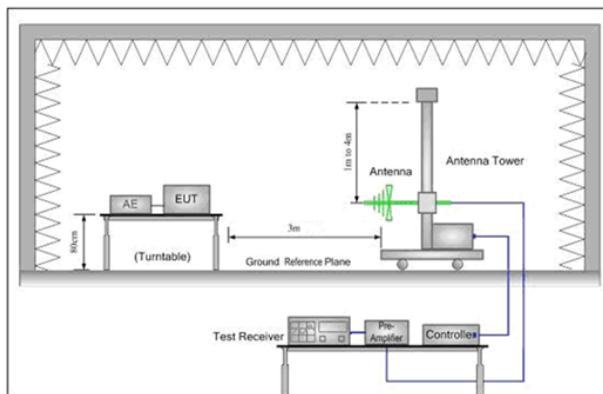 1m to 4m
Antenna
Antenna Tower
AE
EUT
80cm
(Turntable)
3m
Ground Reference Plane
Test Receiver
Pre-
Amplifier
Controller